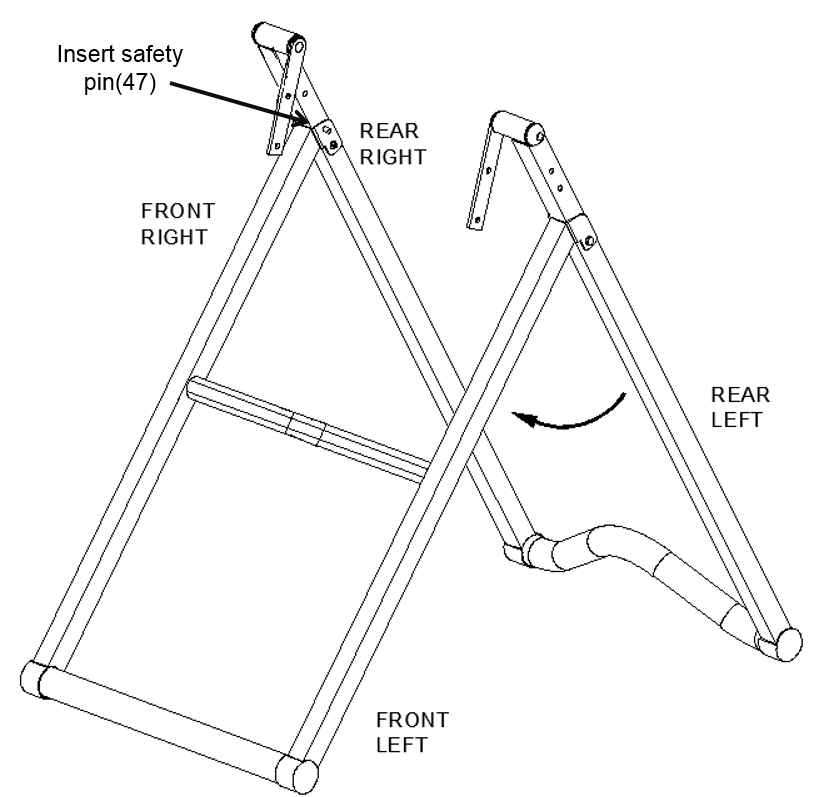 Insert safety
pin(47)
REAR
RIGHT
FRONT
RIGHT
REAR
LEFT
FRONT
LEFT